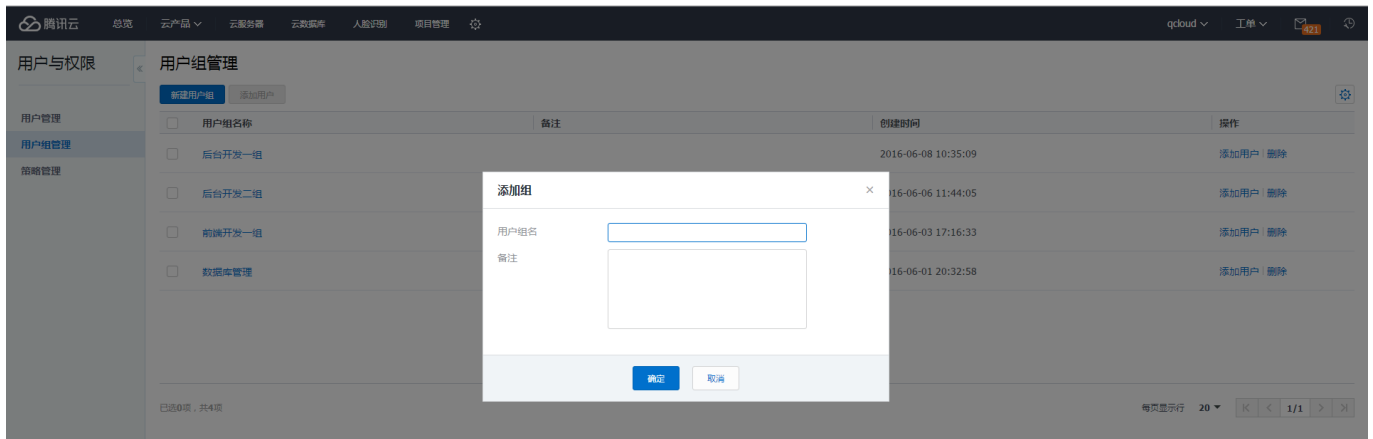 腾讯云 总览 云产品 云服务器 云数据库 人脸识别 项目管理 qcloud 工单 421
用户与权限
用户管理
用户组管理
策略管理
用户组管理
新建用户组 添加用户
用户组名称 备注 创建时间 操作
后台开发一组 2016-06-08 10:35:09 添加用户 删除
后台开发二组 16-06-06 11:44:05 添加用户 删除
前端开发一组 16-06-03 17:16:33 添加用户 删除
数据库管理 16-06-01 20:32:58 添加用户 删除
添加组
用户组名
备注
确定 取消
已选0项，共4项 每页显示行 20 1/1